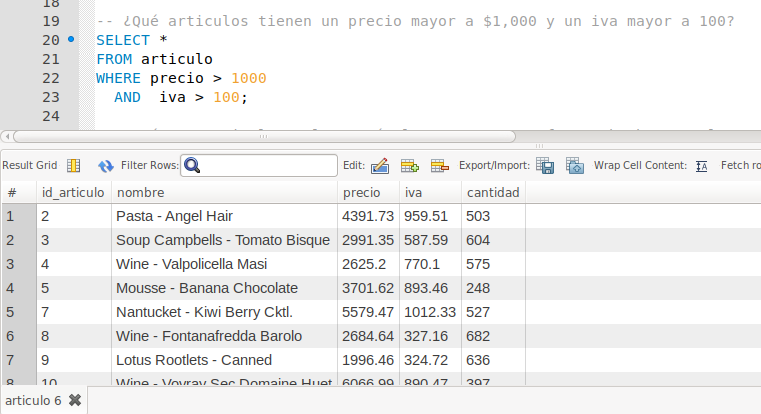 18
19 -- ¿Qué articulos tienen un precio mayor a $1,000 y un iva mayor a 100?
20 SELECT *
21 FROM articulo
22 WHERE precio > 1000
23 AND iva > 100;
24
Result Grid Filter Rows: Edit: Export/Import: Wrap Cell Content: Fetch ro
# id_articulo nombre precio iva cantidad
1 2 Pasta - Angel Hair 4391.73 959.51 503
2 3 Soup Campbells - Tomato Bisque 2991.35 587.59 604
3 4 Wine - Valpolicella Masi 2625.2 770.1 575
4 5 Mousse - Banana Chocolate 3701.62 893.46 248
5 7 Nantucket - Kiwi Berry Cktl. 5579.47 1012.33 527
6 8 Wine - Fontanafredda Barolo 2684.64 327.16 682
7 9 Lotus Rootlets - Canned 1996.46 324.72 636
8 10 Wine - Vovray Sec Domaine Huet 6066.99 890.47 397
articulo 6